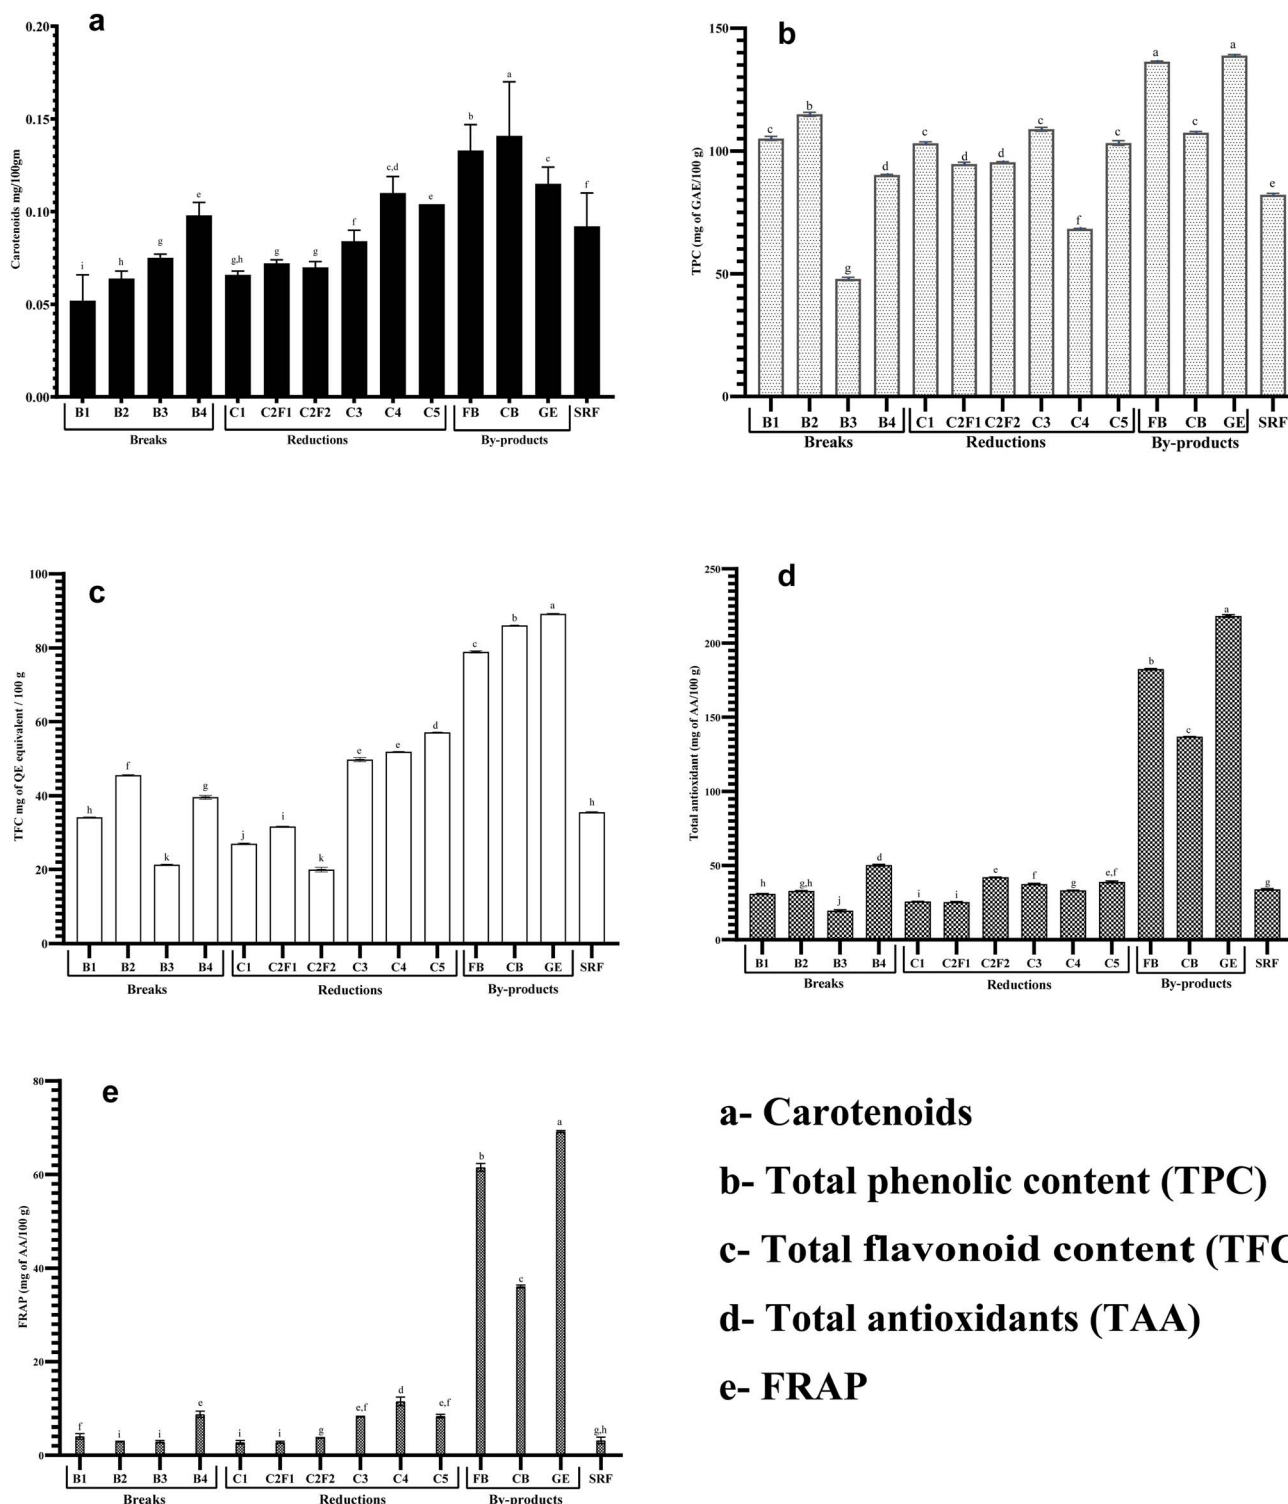 a
0.20
0.15
0.10
0.05
0.00
Carotenoids mg/100gm
i
h
g
e
g,h
g
g
f
c,d
e
b
a
c
f
B1 B2 B3 B4 C1 C2F1 C2F2 C3 C4 C5 FB CB GE SRF
Breaks Reductions By-products
b
150
100
50
0
TPC (mg of GAE/100 g)
c
b
g
d
c
d
d
c
f
c
a
c
a
e
B1 B2 B3 B4 C1 C2F1 C2F2 C3 C4 C5 FB CB GE SRF
Breaks Reductions By-products
c
100
80
60
40
20
0
TFC mg of QE equivalent / 100 g
h
f
k
g
j
i
k
e
e
d
c
b
a
h
B1 B2 B3 B4 C1 C2F1 C2F2 C3 C4 C5 FB CB GE SRF
Breaks Reductions By-products
d
250
200
150
100
50
0
Total antioxidant (mg of AA/100 g)
h
g,h
j
d
i
i
e
f
g
e,f
b
c
a
g
B1 B2 B3 B4 C1 C2F1 C2F2 C3 C4 C5 FB CB GE SRF
Breaks Reductions By-products
e
80
60
40
20
0
FRAP (mg of AA/100 g)
f
i
i
e
i
i
g
e,f
d
e,f
b
c
a
g,h
B1 B2 B3 B4 C1 C2F1 C2F2 C3 C4 C5 FB CB GE SRF
Breaks Reductions By-products
a- Carotenoids
b- Total phenolic content (TPC)
c- Total flavonoid content (TFC
d- Total antioxidants (TAA)
e- FRAP